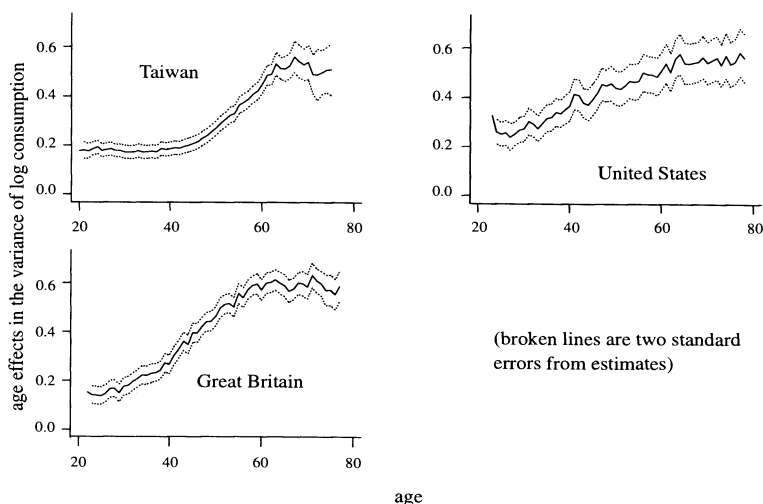 age effects in the variance of log consumption
0.6
0.4
0.2
0.0
Taiwan
20 40 60 80
0.6
0.4
0.2
0.0
United States
20 40 60 80
0.6
0.4
0.2
0.0
Great Britain
20 40 60 80
(broken lines are two standard
errors from estimates)
age